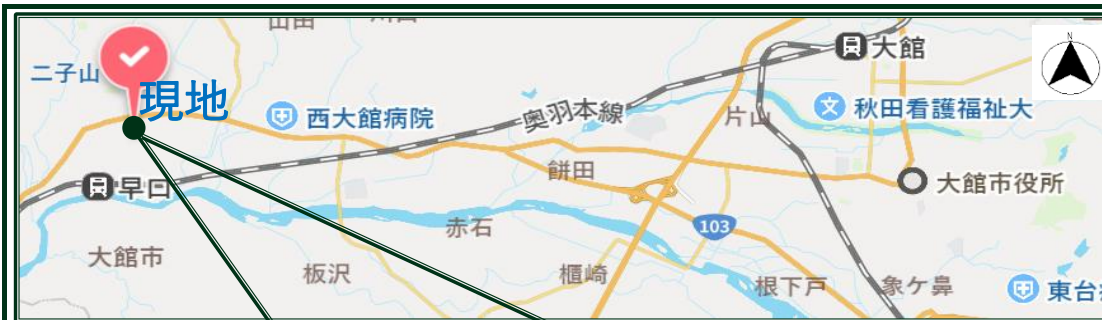 N
大館
二子山
現地
西大館病院
奥羽本線
片山
秋田看護福祉大
餅田
早口
大館市役所
赤石
103
大館市
板沢
櫃崎
根下戸
象ケ鼻
東台